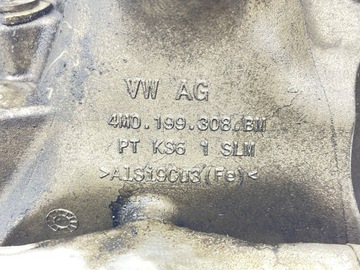 VW AG
4M0.199.308.BM
PT KS6 1 SLM
>AlSi9Cu3(Fe)<